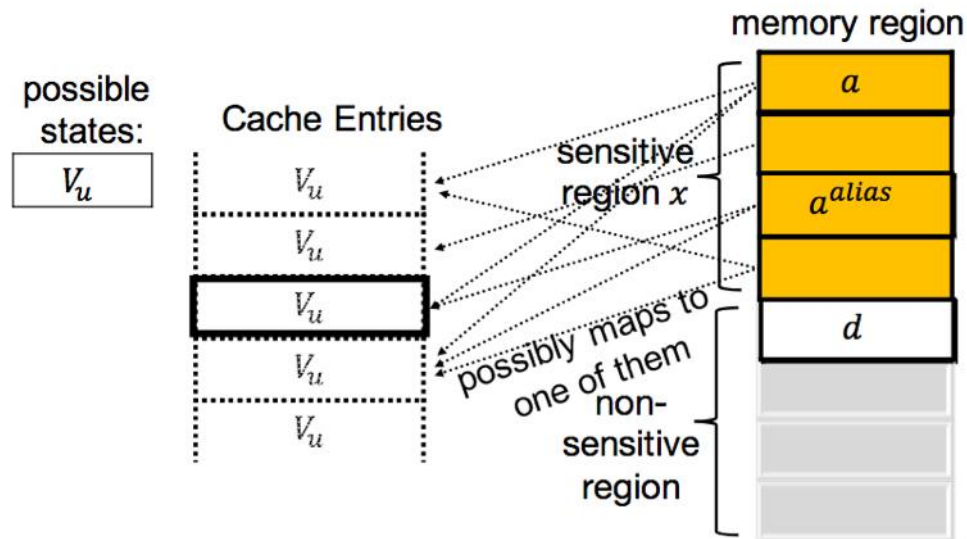 memory region
possible
states:
V_u
Cache Entries
V_u
V_u
V_u
V_u
V_u
sensitive
region x
a
a^{alias}
d
possibly maps to
one of them
non-
sensitive
region